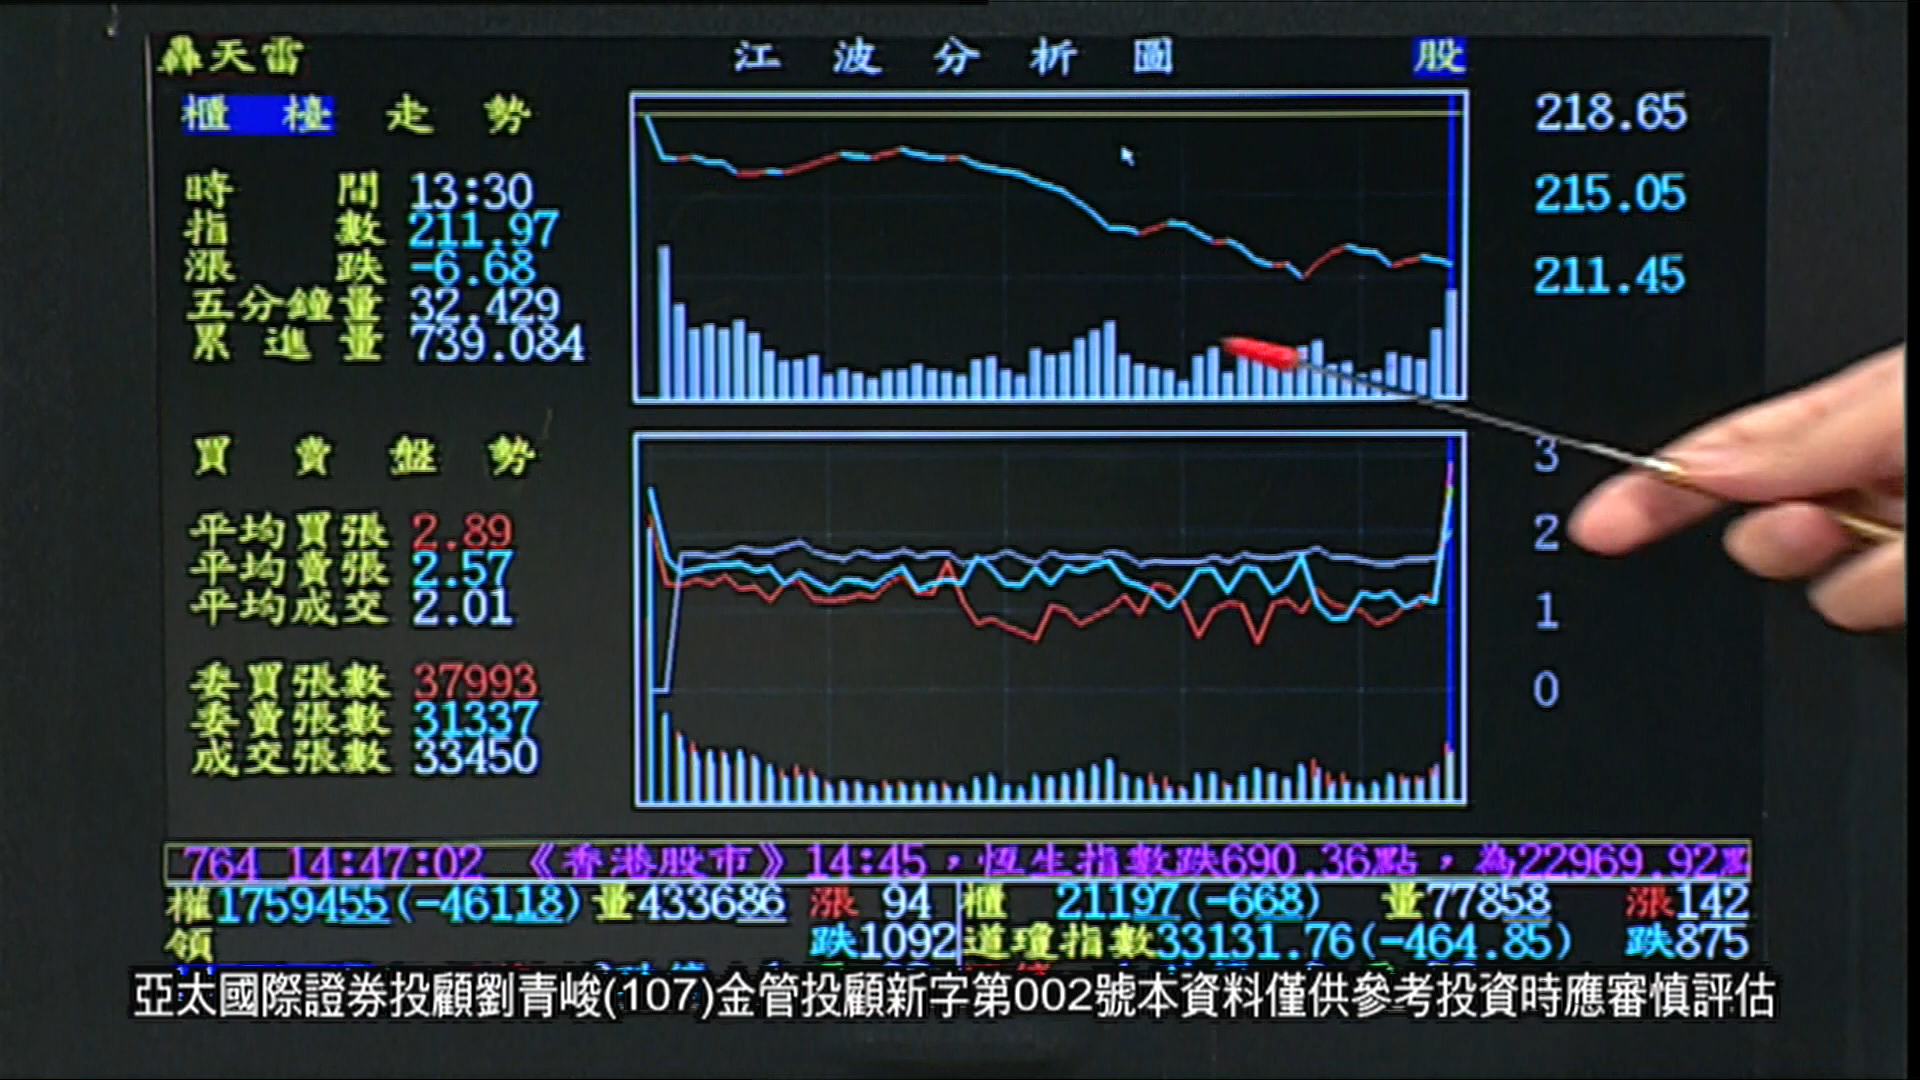 轟天雷 江波分析圖 股
櫃檯走勢 218.65
時間 13:30
指數 211.97 215.05
漲跌 -6.68 211.45
五分鐘量 32.429
累進量 739.084
買賣盤勢 3
平均買張 2.89 2
平均賣張 2.57
平均成交 2.01 1
委買張數 37993 0
委賣張數 31337
成交張數 33450
764 14:47:02 《香港股市》14:45，恆生指數跌690.36點，為22969.92點
權1759455(-46118)量43368​6 漲 94 櫃 21197(-668) 量77858 漲142
領 跌1092 道瓊指數33131.76(-464.85) 跌875
亞太國際證券投顧劉青峻(107)金管投顧新字第002號本資料僅供參考投資時應審慎評估